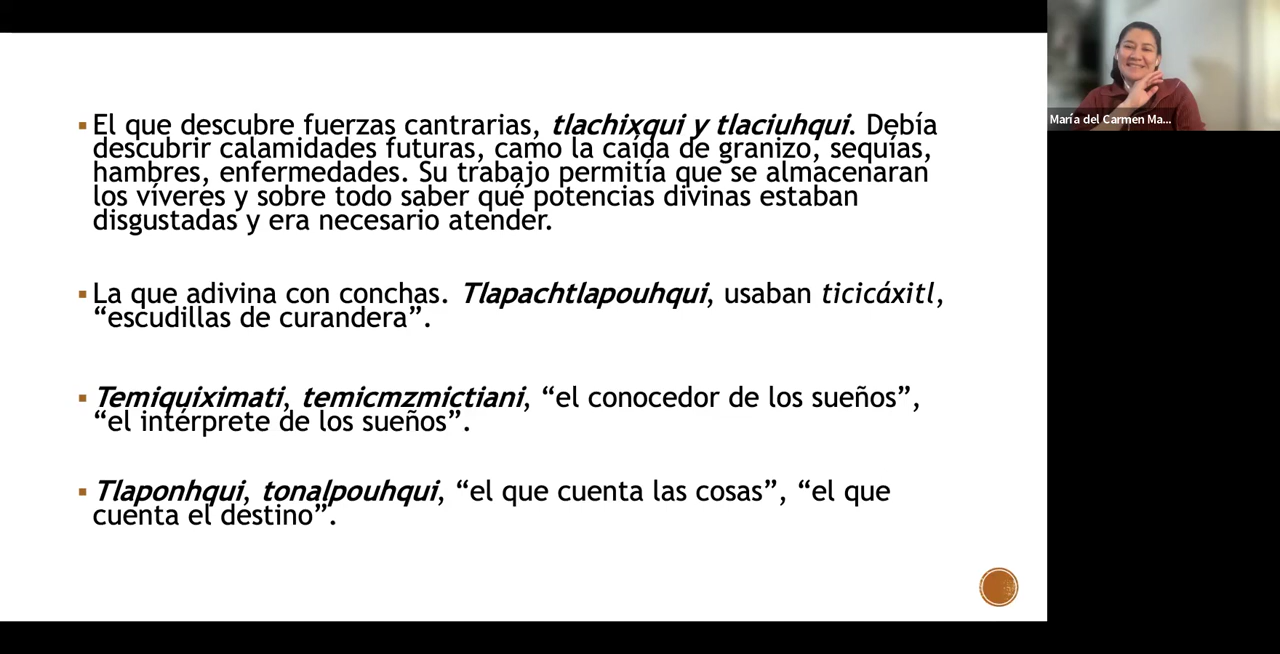 ▪ El que descubre fuerzas cantrarias, tlachixqui y tlaciuhqui. Debía
descubrir calamidades futuras, camo la caída de granizo, sequías,
hambres, enfermedades. Su trabajo permitía que se almacenaran
los víveres y sobre todo saber qué potencias divinas estaban
disgustadas y era necesario atender.
▪ La que adivina con conchas. Tlapachtlapouhqui, usaban ticicáxitl,
“escudillas de curandera”.
▪ Temiquiximati, temicmzmictiani, “el conocedor de los sueños”,
“el intérprete de los sueños”.
▪ Tlaponhqui, tonalpouhqui, “el que cuenta las cosas”, “el que
cuenta el destino”.
María del Carmen Ma...